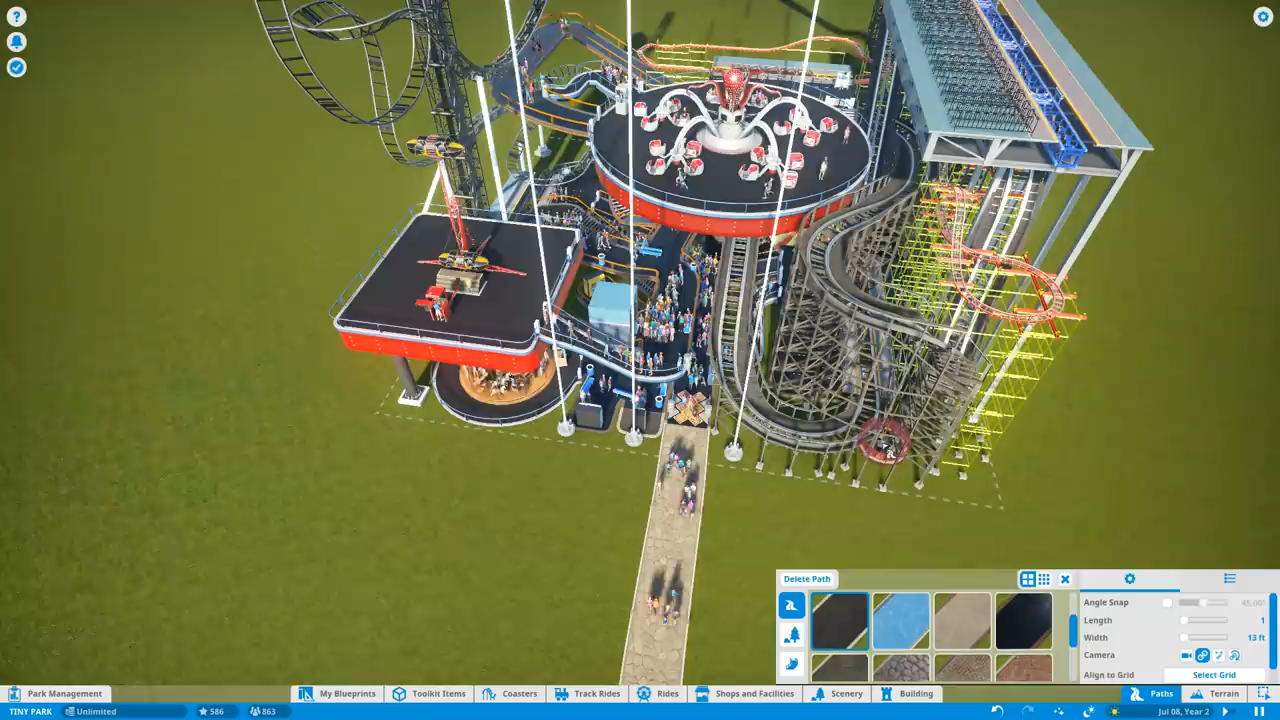 ?
Delete Path
Angle Snap 45.00°
Length 1
Width 13 ft
Camera
Align to Grid Select Grid
Park Management My Blueprints Toolkit Items Coasters Track Rides Rides Shops and Facilities Scenery Building Paths Terrain
TINY PARK Unlimited 586 863 Jul 08, Year 2